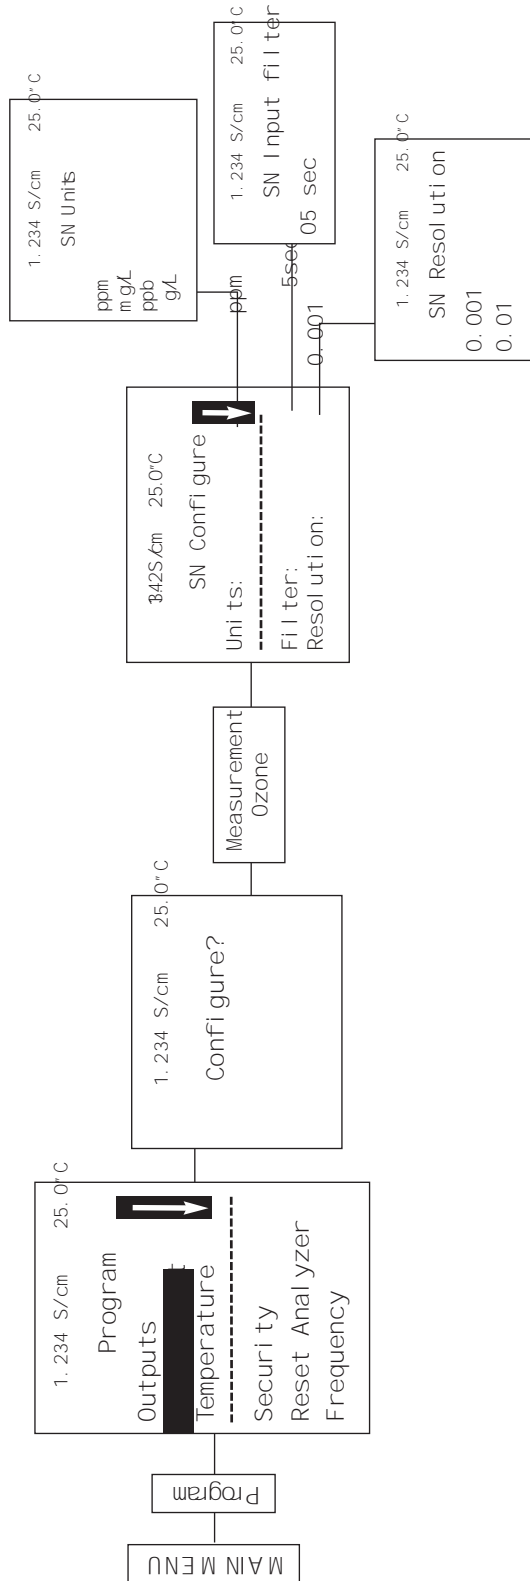 MAIN MENU
Program
1.234 S/cm 25.0°C
Program
Outputs
Temperature
Security
Reset Analyzer
Frequency
1.234 S/cm 25.0°C
Configure?
Measurement
Ozone
25.0°C
SN Configure
Units: ppm
Filter: 5sec
Resolution: 0.001
1.234 S/cm 25.0°C
SN Units
ppm
mg/L
ppb
g/L
1.234 S/cm 25.0°C
SN Input filter
05 sec
1.234 S/cm 25.0°C
SN Resolution
0.001
0.01